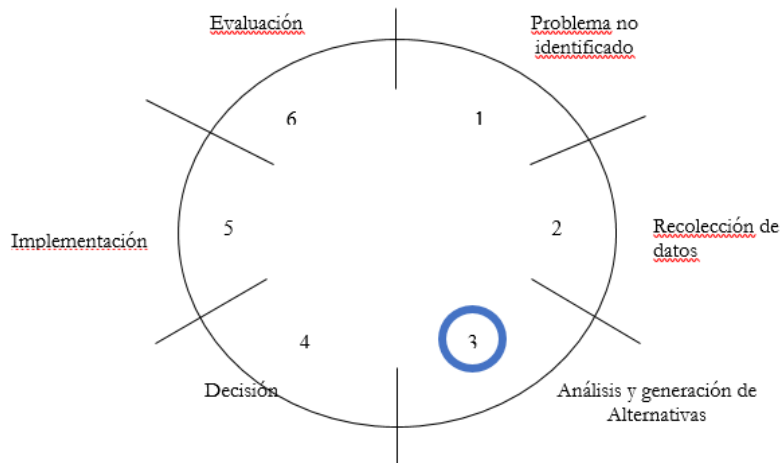 Evaluación
Problema no
identificado
6
1
Implementación
5
2
Recolección de
datos
4
3
Decisión
Análisis y generación de
Alternativas